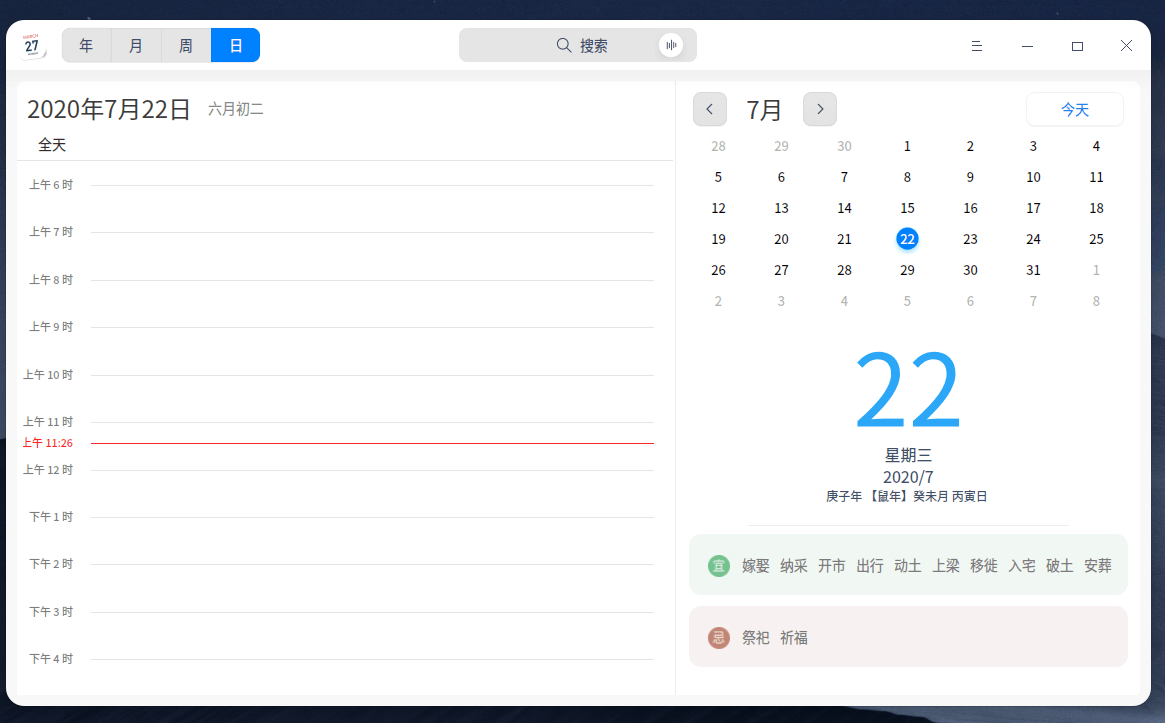 MARCH
27
年 月 周 日
搜索
2020年7月22日 六月初二
全天
上午 6 时
上午 7 时
上午 8 时
上午 9 时
上午 10 时
上午 11 时
上午 11:26
上午 12 时
下午 1 时
下午 2 时
下午 3 时
下午 4 时
7月
今天
28 29 30 1 2 3 4
5 6 7 8 9 10 11
12 13 14 15 16 17 18
19 20 21 22 23 24 25
26 27 28 29 30 31 1
2 3 4 5 6 7 8
22
星期三
2020/7
庚子年 【鼠年】癸未月 丙寅日
宜 嫁娶 纳采 开市 出行 动土 上梁 移徙 入宅 破土 安葬
忌 祭祀 祈福